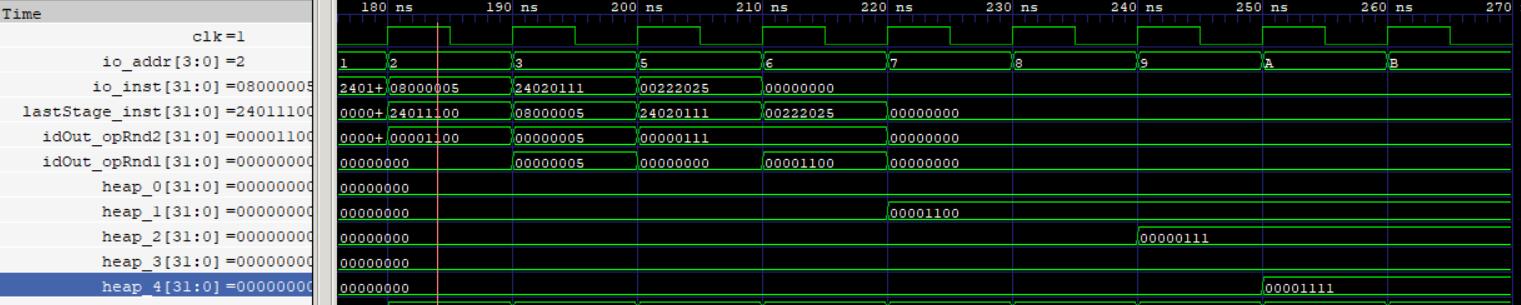 Time 180 ns 190 ns 200 ns 210 ns 220 ns 230 ns 240 ns 250 ns 260 ns 270
clk=1
io_addr[3:0]=2 1 2 3 5 6 7 8 9 A B
io_inst[31:0]=08000005 2401+ 08000005 24020111 00222025 00000000
lastStage_inst[31:0]=24011100 0000+ 24011100 08000005 24020111 00222025 00000000
idOut_opRnd2[31:0]=00001100 0000+ 00001100 00000005 00000111 00000000
idOut_opRnd1[31:0]=00000000 00000000 00000005 00000000 00001100 00000000
heap_0[31:0]=00000000 00000000
heap_1[31:0]=00000000 00000000 00001100
heap_2[31:0]=00000000 00000000 00000111
heap_3[31:0]=00000000 00000000
heap_4[31:0]=00000000 00000000 00001111